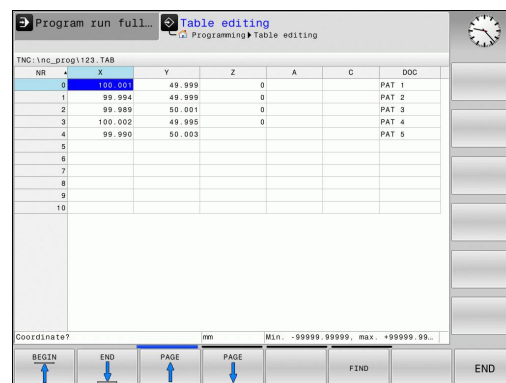 Program run full… Table editing
Programming▶Table editing
TNC:\nc_prog\123.TAB
NR X Y Z A C DOC
0 100.001 49.999 0 PAT 1
1 99.994 49.999 0 PAT 2
2 99.989 50.001 0 PAT 3
3 100.002 49.995 0 PAT 4
4 99.990 50.003 PAT 5
5
6
7
8
9
10
Coordinate? mm Min. -99999.99999, max. +99999.99…
BEGIN END PAGE PAGE FIND END